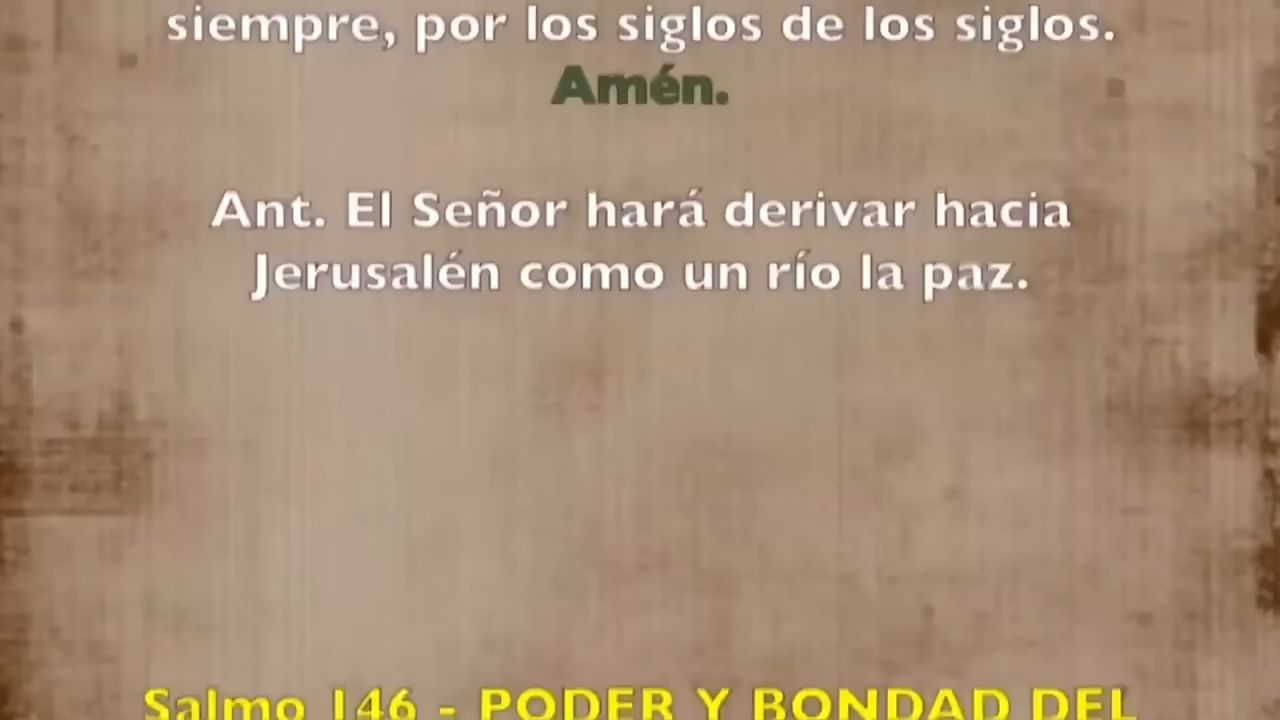 siempre, por los siglos de los siglos.
Amén.
Ant. El Señor hará derivar hacia
Jerusalén como un río la paz.
Salmo 146 - PODER Y BONDAD DEL